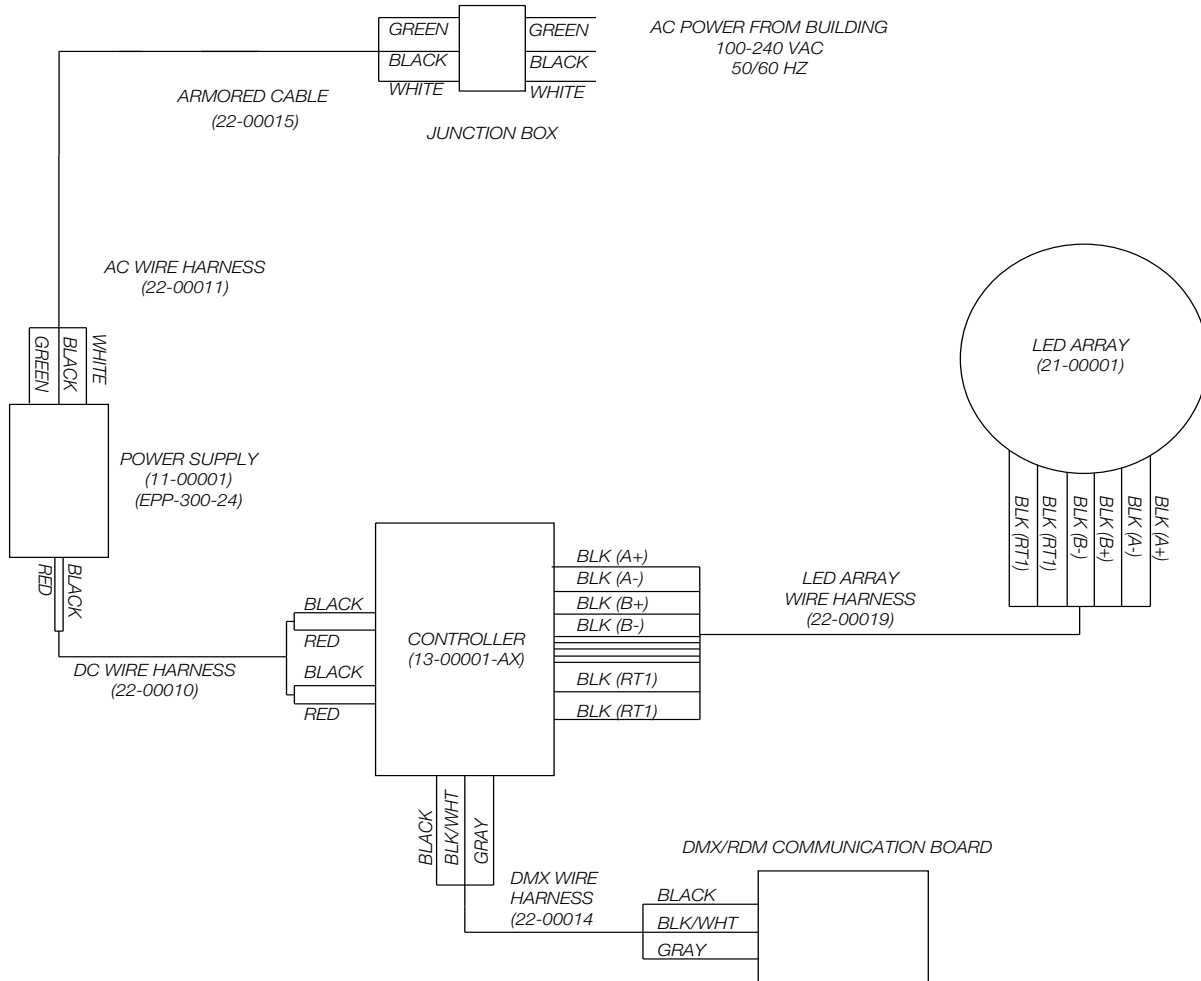 GREEN
BLACK
WHITE
GREEN
BLACK
WHITE
AC POWER FROM BUILDING
100-240 VAC
50/60 HZ
ARMORED CABLE
(22-00015)
JUNCTION BOX
AC WIRE HARNESS
(22-00011)
GREEN
BLACK
WHITE
POWER SUPPLY
(11-00001)
(EPP-300-24)
RED
BLACK
DC WIRE HARNESS
(22-00010)
BLACK
RED
BLACK
RED
CONTROLLER
(13-00001-AX)
BLK (A+)
BLK (A-)
BLK (B+)
BLK (B-)
BLK (RT1)
BLK (RT1)
LED ARRAY
WIRE HARNESS
(22-00019)
LED ARRAY
(21-00001)
BLK (RT1)
BLK (RT1)
BLK (B-)
BLK (B+)
BLK (A-)
BLK (A+)
BLACK
BLK/WHT
GRAY
DMX WIRE
HARNESS
(22-00014
DMX/RDM COMMUNICATION BOARD
BLACK
BLK/WHT
GRAY